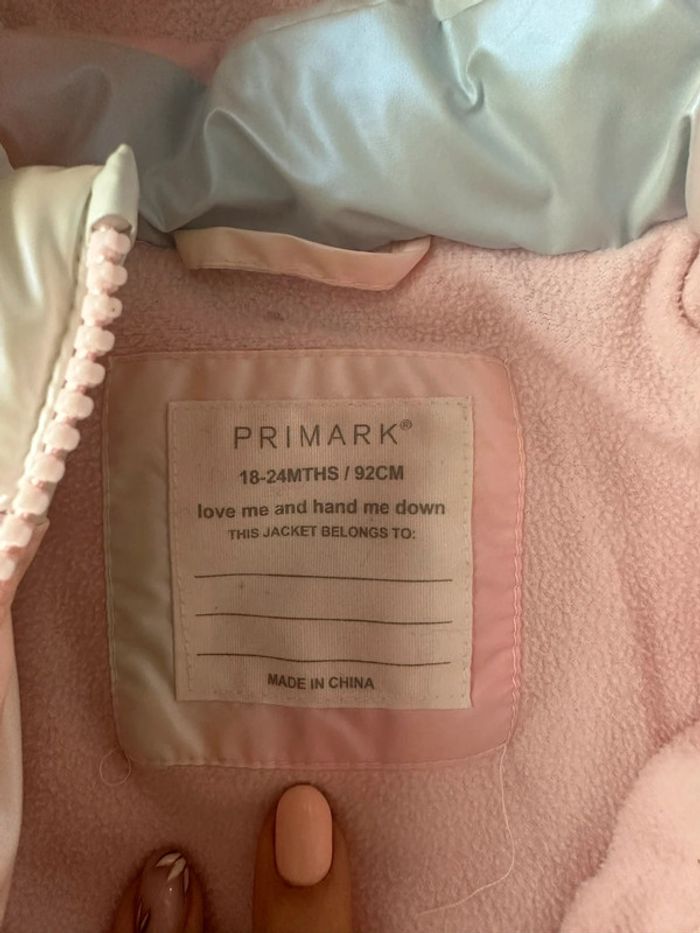 PRIMARK®
18-24MTHS / 92CM
love me and hand me down
THIS JACKET BELONGS TO:
MADE IN CHINA